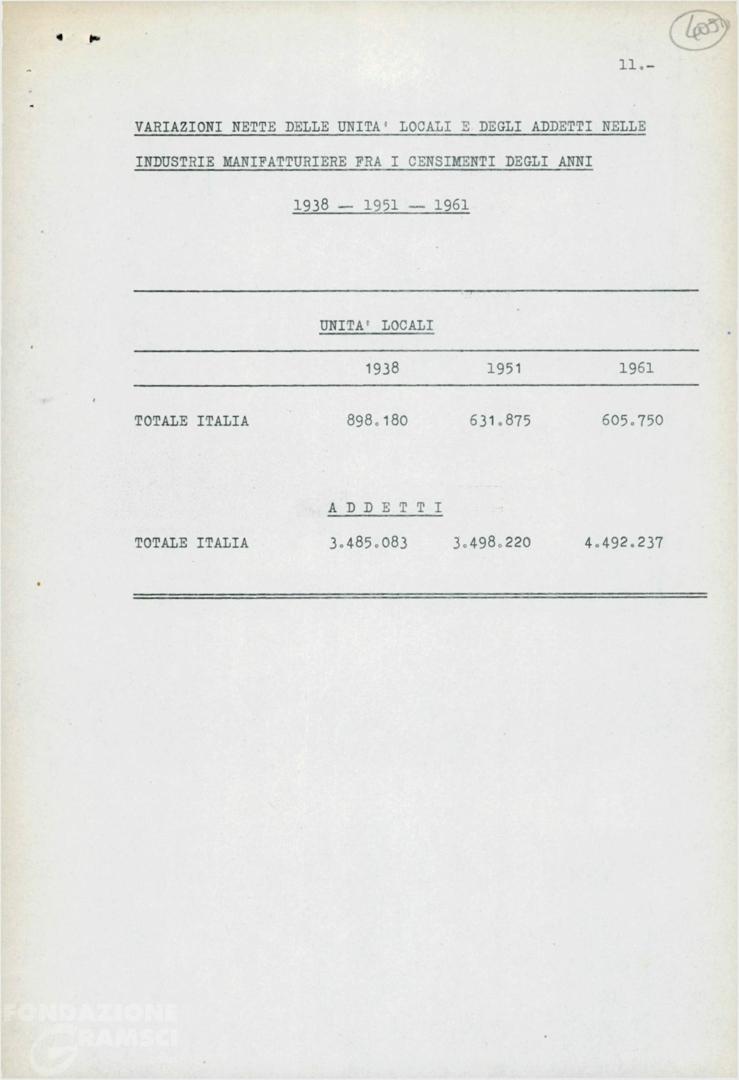 11.-
VARIAZIONI NETTE DELLE UNITA' LOCALI E DEGLI ADDETTI NELLE
INDUSTRIE MANIFATTURIERE FRA I CENSIMENTI DEGLI ANNI
1938 — 1951 — 1961
UNITA' LOCALI
1938 1951 1961
TOTALE ITALIA 898.180 631.875 605.750
A D D E T T I
TOTALE ITALIA 3.485.083 3.498.220 4.492.237
FONDAZIONE
GRAMSCI